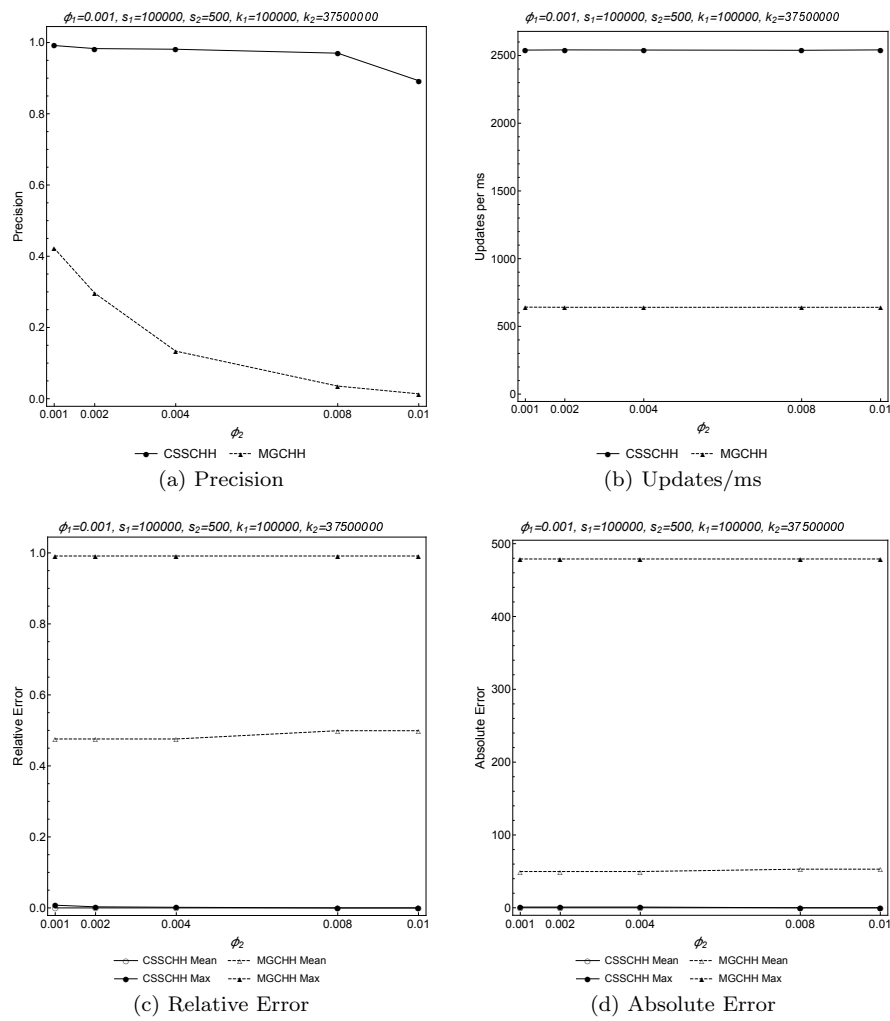 ϕ1=0.001, s1=100000, s2=500, k1=100000, k2=37500000
1.0
0.8
0.6
0.4
0.2
0.0
Precision
0.001 0.002 0.004 0.008 0.01
ϕ2
CSSCHH MGCHH
(a) Precision
ϕ1=0.001, s1=100000, s2=500, k1=100000, k2=37500000
2500
2000
1500
1000
500
0
Updates per ms
0.001 0.002 0.004 0.008 0.01
ϕ2
CSSCHH MGCHH
(b) Updates/ms
ϕ1=0.001, s1=100000, s2=500, k1=100000, k2=37500000
1.0
0.8
0.6
0.4
0.2
0.0
Relative Error
0.001 0.002 0.004 0.008 0.01
ϕ2
CSSCHH Mean MGCHH Mean
CSSCHH Max MGCHH Max
(c) Relative Error
ϕ1=0.001, s1=100000, s2=500, k1=100000, k2=37500000
500
400
300
200
100
0
Absolute Error
0.001 0.002 0.004 0.008 0.01
ϕ2
CSSCHH Mean MGCHH Mean
CSSCHH Max MGCHH Max
(d) Absolute Error